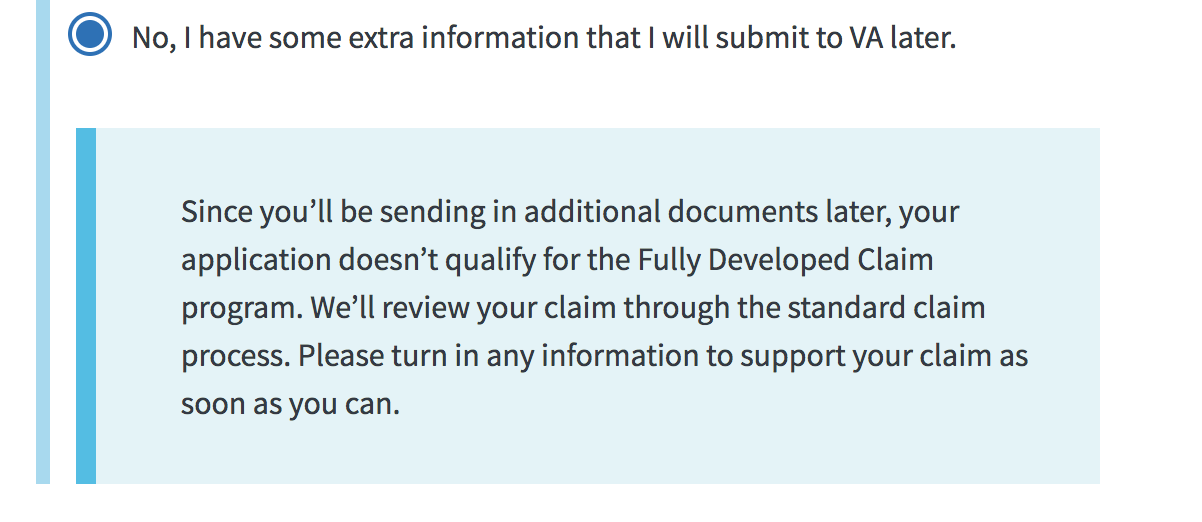 No, I have some extra information that I will submit to VA later.
Since you’ll be sending in additional documents later, your
application doesn’t qualify for the Fully Developed Claim
program. We’ll review your claim through the standard claim
process. Please turn in any information to support your claim as
soon as you can.